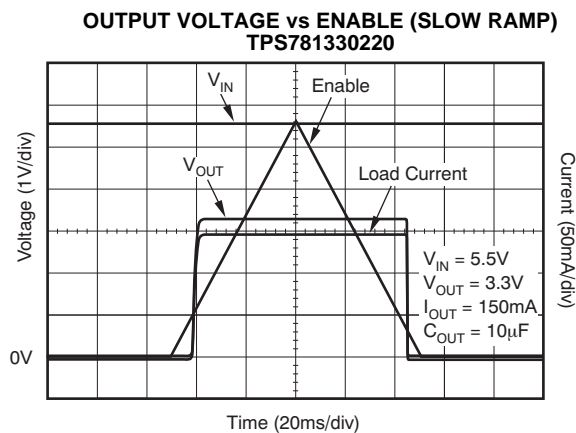 OUTPUT VOLTAGE vs ENABLE (SLOW RAMP)
TPS781330220
V_IN
Enable
V_OUT
Load Current
Voltage (1V/div)
Current (50mA/div)
V_IN = 5.5V
V_OUT = 3.3V
I_OUT = 150mA
C_OUT = 10μF
0V
Time (20ms/div)